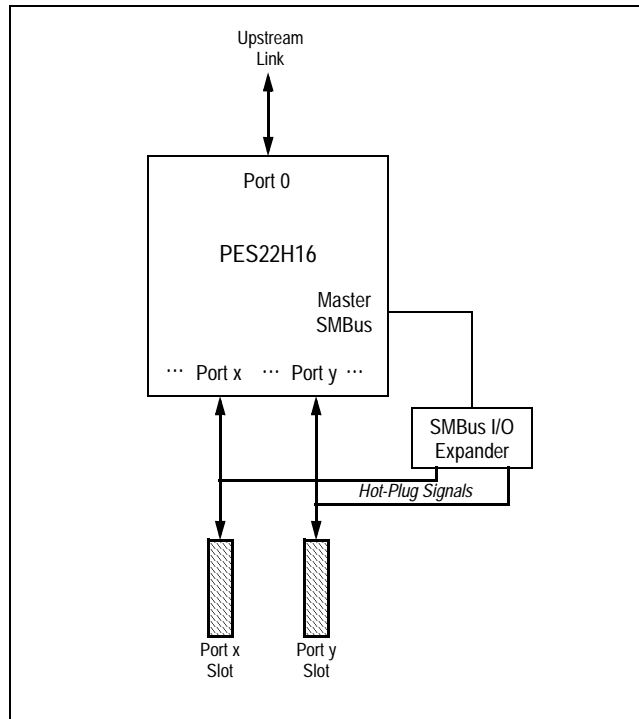 Upstream
Link
Port 0
PES22H16
Master
SMBus
... Port x ... Port y ...
SMBus I/O
Expander
Hot-Plug Signals
Port x
Slot
Port y
Slot